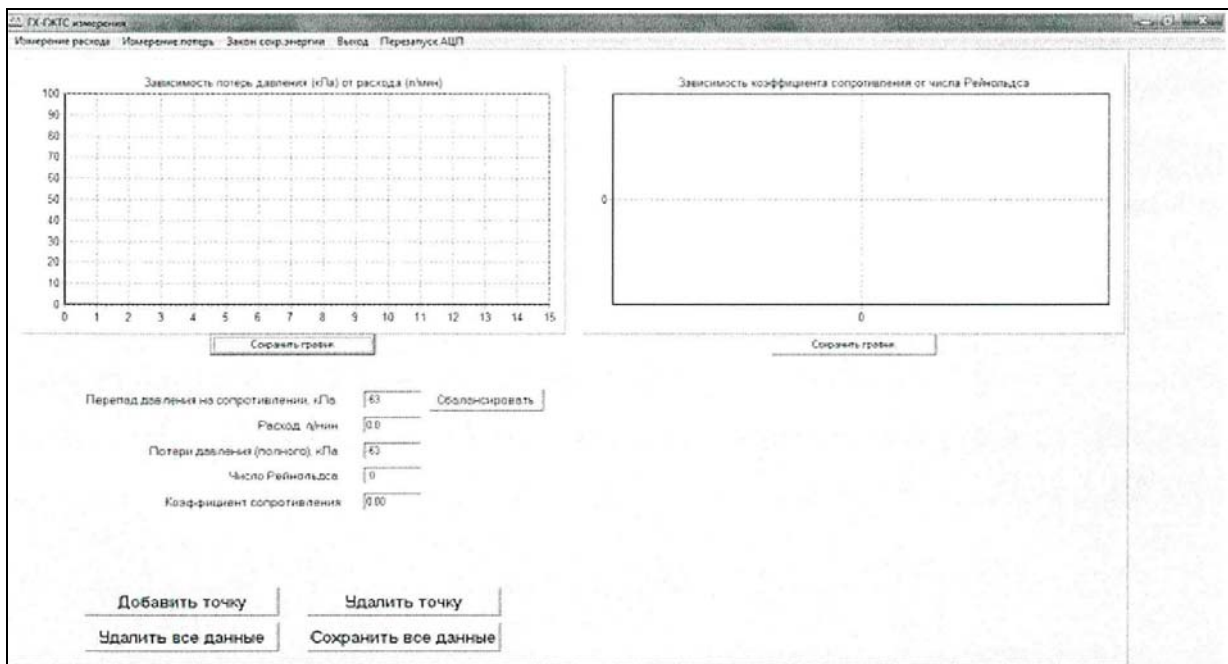 ГХ-ГЖТС измерения
Измерение расхода Измерение потерь Закон сохр.энергии Выход Перезапуск АЦП
Зависимость потерь давления (кПа) от расхода (л/мин)
100
90
80
70
60
50
40
30
20
10
0
0 1 2 3 4 5 6 7 8 9 10 11 12 13 14 15
Сохранить график
Зависимость коэффициента сопротивления от числа Рейнольдса
0
0
Сохранить график
Перепад давления на сопротивлении, кПа -63 Сбалансировать
Расход, л/мин 0.0
Потери давления (полного), кПа -63
Число Рейнольдса 0
Коэффициент сопротивления 0.00
Добавить точку Удалить точку
Удалить все данные Сохранить все данные